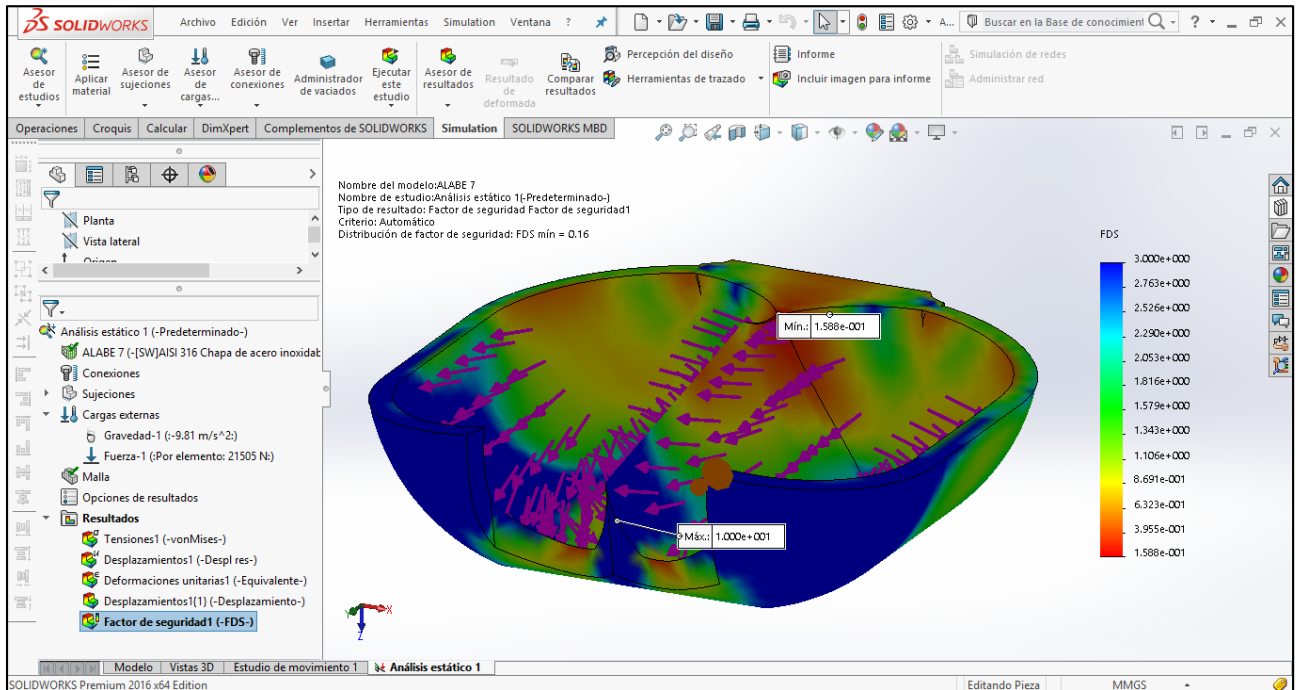 SOLIDWORKS Archivo Edición Ver Insertar Herramientas Simulation Ventana ? A... Buscar en la Base de conocimient ?
Asesor de estudios
Aplicar material
Asesor de sujeciones
Asesor de cargas...
Asesor de conexiones
Administrador de vaciados
Ejecutar este estudio
Asesor de resultados
Resultado de deformada
Comparar resultados
Percepción del diseño
Herramientas de trazado
Informe
Incluir imagen para informe
Simulación de redes
Administrar red
Operaciones Croquis Calcular DimXpert Complementos de SOLIDWORKS Simulation SOLIDWORKS MBD
Planta
Vista lateral
Origen
Análisis estático 1 (-Predeterminado-)
ALABE 7 (-[SW]AISI 316 Chapa de acero inoxidat
Conexiones
Sujeciones
Cargas externas
Gravedad-1 (:-9.81 m/s^2:)
Fuerza-1 (:Por elemento: 21505 N:)
Malla
Opciones de resultados
Resultados
Tensiones1 (-vonMises-)
Desplazamientos1 (-Despl res-)
Deformaciones unitarias1 (-Equivalente-)
Desplazamientos1{1} (-Desplazamiento-)
Factor de seguridad1 (-FDS-)
Nombre del modelo:ALABE 7
Nombre de estudio:Análisis estático 1(-Predeterminado-)
Tipo de resultado: Factor de seguridad Factor de seguridad1
Criterio: Automático
Distribución de factor de seguridad: FDS mín = 0.16
Mín.: 1.588e-001
Máx.: 1.000e+001
FDS
3.000e+000
2.763e+000
2.526e+000
2.290e+000
2.053e+000
1.816e+000
1.579e+000
1.343e+000
1.106e+000
8.691e-001
6.323e-001
3.955e-001
1.588e-001
X
Y
Z
Modelo Vistas 3D Estudio de movimiento 1 Análisis estático 1
SOLIDWORKS Premium 2016 x64 Edition Editando Pieza MMGS